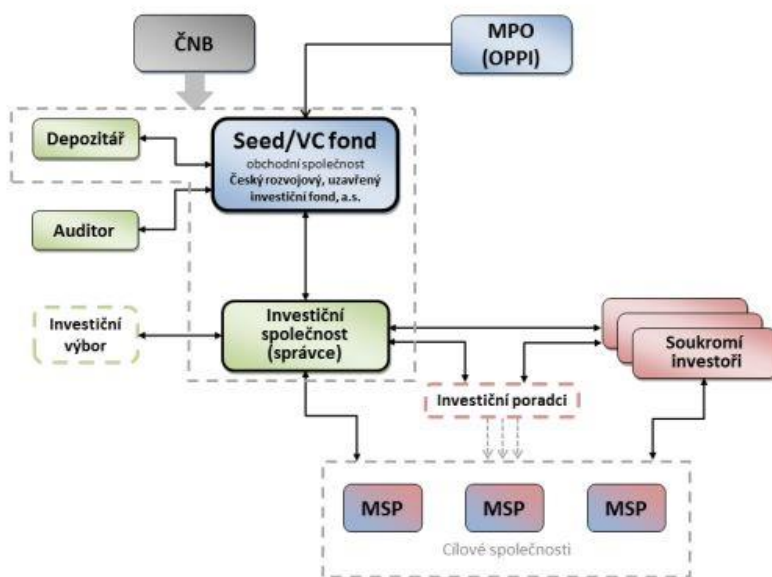 ČNB
MPO
(OPPI)
Depozitář
Seed/VC fond
obchodní společnost
Český rozvojový, uzavřený
investiční fond, a.s.
Auditor
Investiční
výbor
Investiční
společnost
(správce)
Soukromí
investoři
Investiční poradci
MSP
MSP
MSP
Cílové společnosti